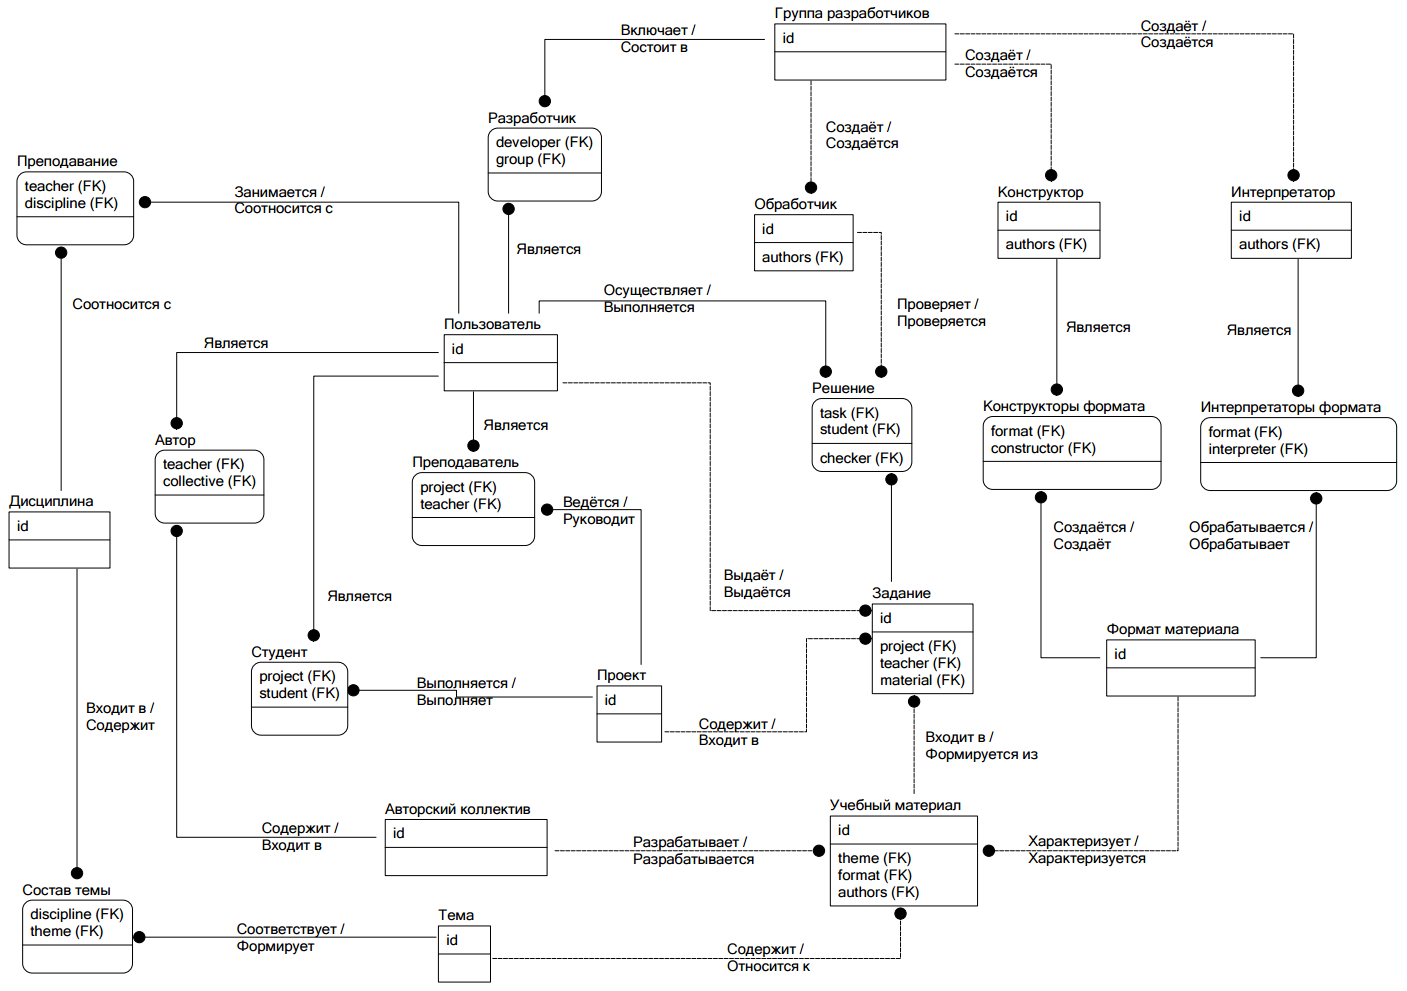 Группа разработчиков
id
Включает /
Состоит в
Создаёт /
Создаётся
Создаёт /
Создаётся
Создаёт /
Создаётся
Разработчик
developer (FK)
group (FK)
Преподавание
teacher (FK)
discipline (FK)
Занимается /
Соотносится с
Является
Обработчик
id
authors (FK)
Конструктор
id
authors (FK)
Интерпретатор
id
authors (FK)
Соотносится с
Осуществляет /
Выполняется
Проверяет /
Проверяется
Является
Является
Пользователь
id
Является
Является
Решение
task (FK)
student (FK)
checker (FK)
Конструкторы формата
format (FK)
constructor (FK)
Интерпретаторы формата
format (FK)
interpreter (FK)
Автор
teacher (FK)
collective (FK)
Преподаватель
project (FK)
teacher (FK)
Ведётся /
Руководит
Дисциплина
id
Создаётся /
Создаёт
Обрабатывается /
Обрабатывает
Является
Выдаёт /
Выдаётся
Задание
id
project (FK)
teacher (FK)
material (FK)
Формат материала
id
Студент
project (FK)
student (FK)
Выполняется /
Выполняет
Проект
id
Входит в /
Содержит
Содержит /
Входит в
Входит в /
Формируется из
Авторский коллектив
id
Содержит /
Входит в
Разрабатывает /
Разрабатывается
Учебный материал
id
theme (FK)
format (FK)
authors (FK)
Характеризует /
Характеризуется
Состав темы
discipline (FK)
theme (FK)
Соответствует /
Формирует
Тема
id
Содержит /
Относится к